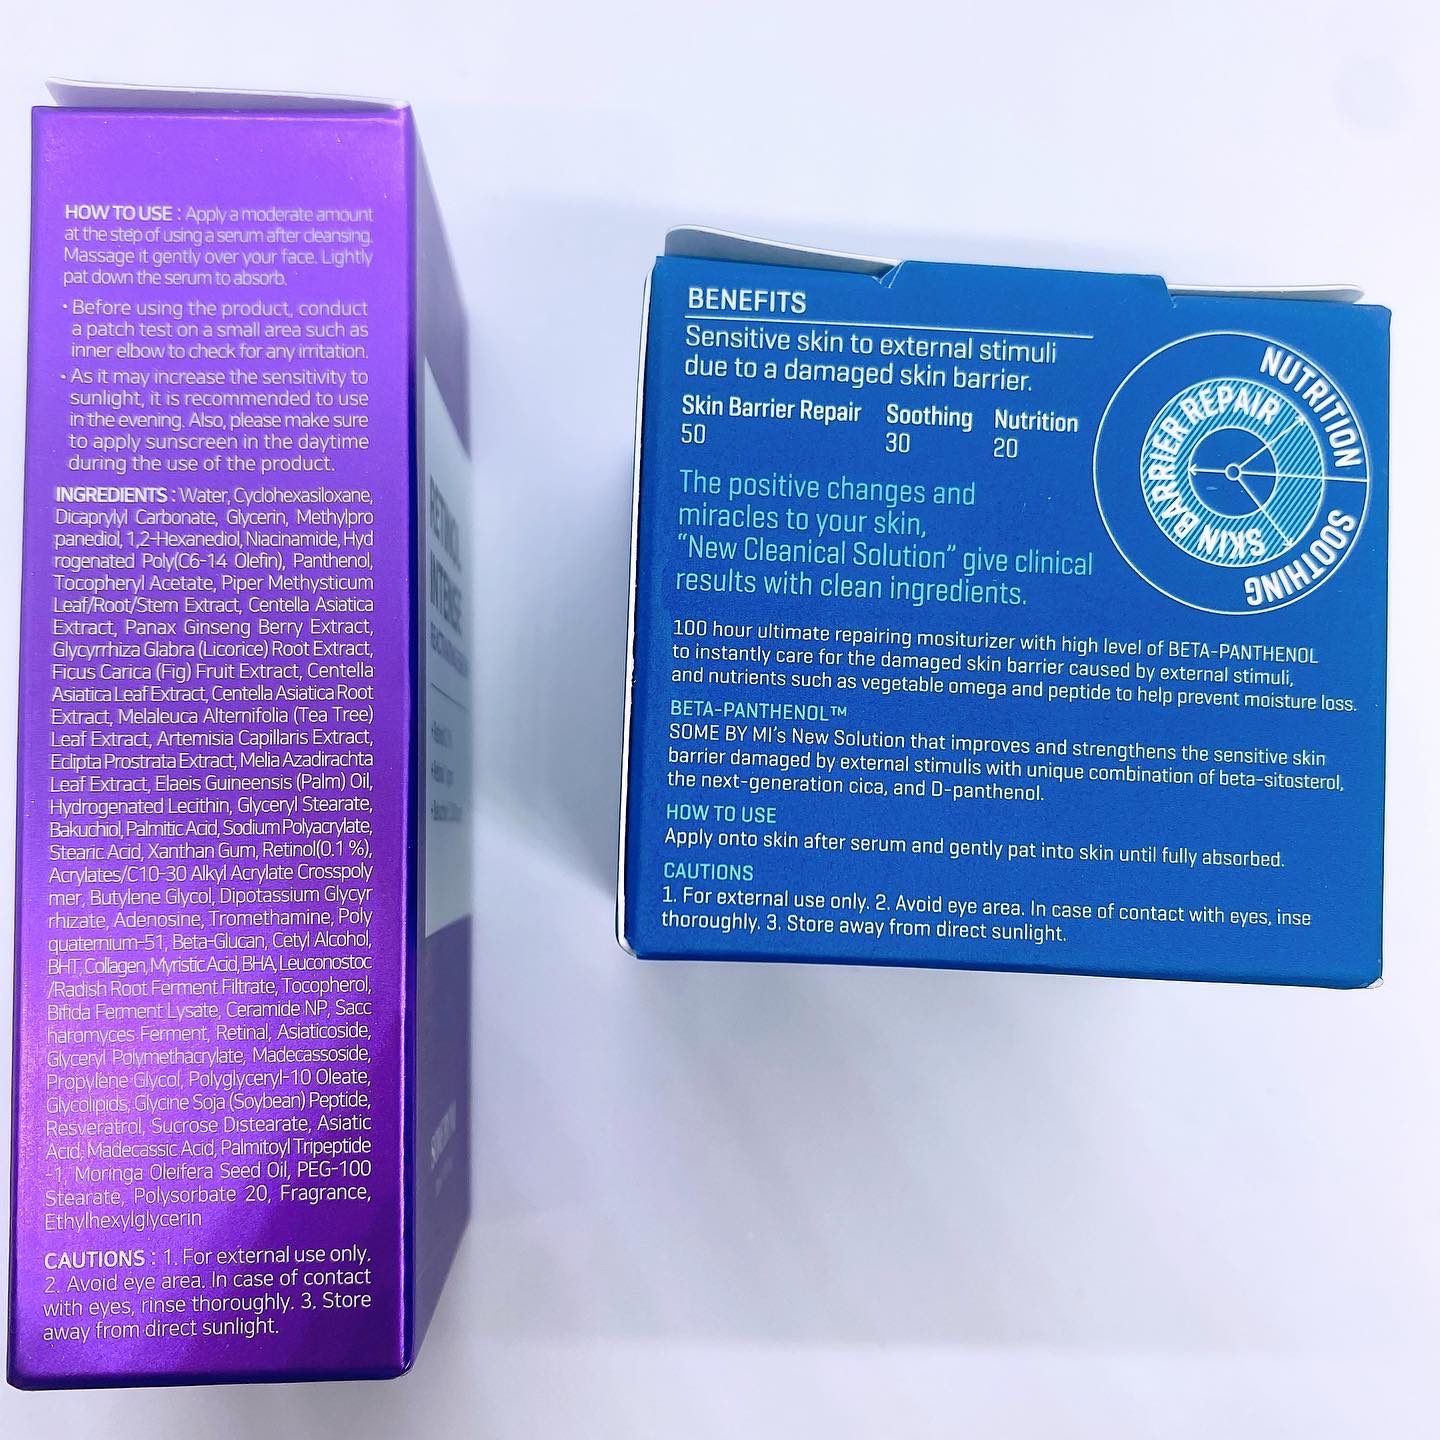 HOW TO USE : Apply a moderate amount
at the step of using a serum after cleansing.
Massage it gently over your face. Lightly
pat down the serum to absorb.
• Before using the product, conduct
a patch test on a small area such as
inner elbow to check for any irritation.
• As it may increase the sensitivity to
sunlight, it is recommended to use
in the evening. Also, please make sure
to apply sunscreen in the daytime
during the use of the product.
INGREDIENTS : Water, Cyclohexasiloxane,
Dicaprylyl Carbonate, Glycerin, Methylpro
panediol, 1,2-Hexanediol, Niacinamide, Hyd
rogenated Poly(C6-14 Olefin), Panthenol,
Tocopheryl Acetate, Piper Methysticum
Leaf/Root/Stem Extract, Centella Asiatica
Extract, Panax Ginseng Berry Extract,
Glycyrrhiza Glabra (Licorice) Root Extract,
Ficus Carica (Fig) Fruit Extract, Centella
Asiatica Leaf Extract, Centella Asiatica Root
Extract, Melaleuca Alternifolia (Tea Tree)
Leaf Extract, Artemisia Capillaris Extract,
Eclipta Prostrata Extract, Melia Azadirachta
Leaf Extract, Elaeis Guineensis (Palm) Oil,
Hydrogenated Lecithin, Glyceryl Stearate,
Bakuchiol, Palmitic Acid, Sodium Polyacrylate,
Stearic Acid, Xanthan Gum, Retinol(0.1 %),
Acrylates/C10-30 Alkyl Acrylate Crosspoly
mer, Butylene Glycol, Dipotassium Glycyr
rhizate, Adenosine, Tromethamine, Poly
quaternium-51, Beta-Glucan, Cetyl Alcohol,
BHT, Collagen, Myristic Acid, BHA, Leuconostoc
/Radish Root Ferment Filtrate, Tocopherol,
Bifida Ferment Lysate, Ceramide NP, Sacc
haromyces Ferment, Retinal, Asiaticoside,
Glyceryl Polymethacrylate, Madecassoside,
Propylene Glycol, Polyglyceryl-10 Oleate,
Glycolipids, Glycine Soja (Soybean) Peptide,
Resveratrol, Sucrose Distearate, Asiatic
Acid, Madecassic Acid, Palmitoyl Tripeptide
-1, Moringa Oleifera Seed Oil, PEG-100
Stearate, Polysorbate 20, Fragrance,
Ethylhexylglycerin
CAUTIONS : 1. For external use only.
2. Avoid eye area. In case of contact
with eyes, rinse thoroughly. 3. Store
away from direct sunlight.
RETINOL
INTENSE
BENEFITS
Sensitive skin to external stimuli
due to a damaged skin barrier.
Skin Barrier Repair Soothing Nutrition
50 30 20
NUTRITION
SOOTHING
SKIN BARRIER REPAIR
The positive changes and
miracles to your skin,
"New Cleanical Solution" give clinical
results with clean ingredients.
100 hour ultimate repairing mositurizer with high level of BETA-PANTHENOL
to instantly care for the damaged skin barrier caused by external stimuli,
and nutrients such as vegetable omega and peptide to help prevent moisture loss.
BETA-PANTHENOL™
SOME BY MI's New Solution that improves and strengthens the sensitive skin
barrier damaged by external stimulis with unique combination of beta-sitosterol,
the next-generation cica, and D-panthenol.
HOW TO USE
Apply onto skin after serum and gently pat into skin until fully absorbed.
CAUTIONS
1. For external use only. 2. Avoid eye area. In case of contact with eyes, inse
thoroughly. 3. Store away from direct sunlight.